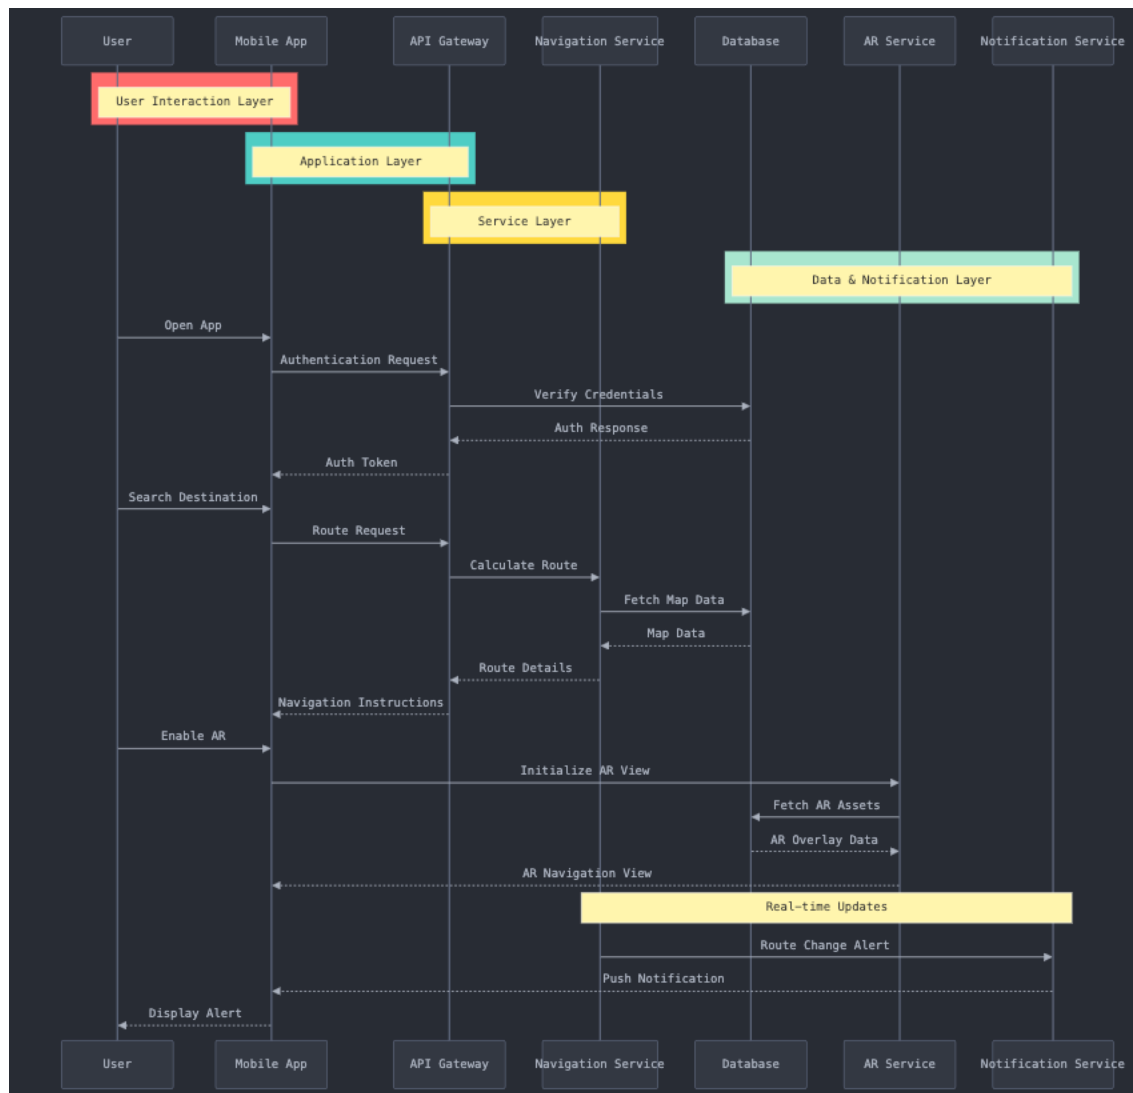 User
Mobile App
API Gateway
Navigation Service
Database
AR Service
Notification Service
User Interaction Layer
Application Layer
Service Layer
Data & Notification Layer
Open App
Authentication Request
Verify Credentials
Auth Response
Auth Token
Search Destination
Route Request
Calculate Route
Fetch Map Data
Map Data
Route Details
Navigation Instructions
Enable AR
Initialize AR View
Fetch AR Assets
AR Overlay Data
AR Navigation View
Real-time Updates
Route Change Alert
Push Notification
Display Alert
User
Mobile App
API Gateway
Navigation Service
Database
AR Service
Notification Service